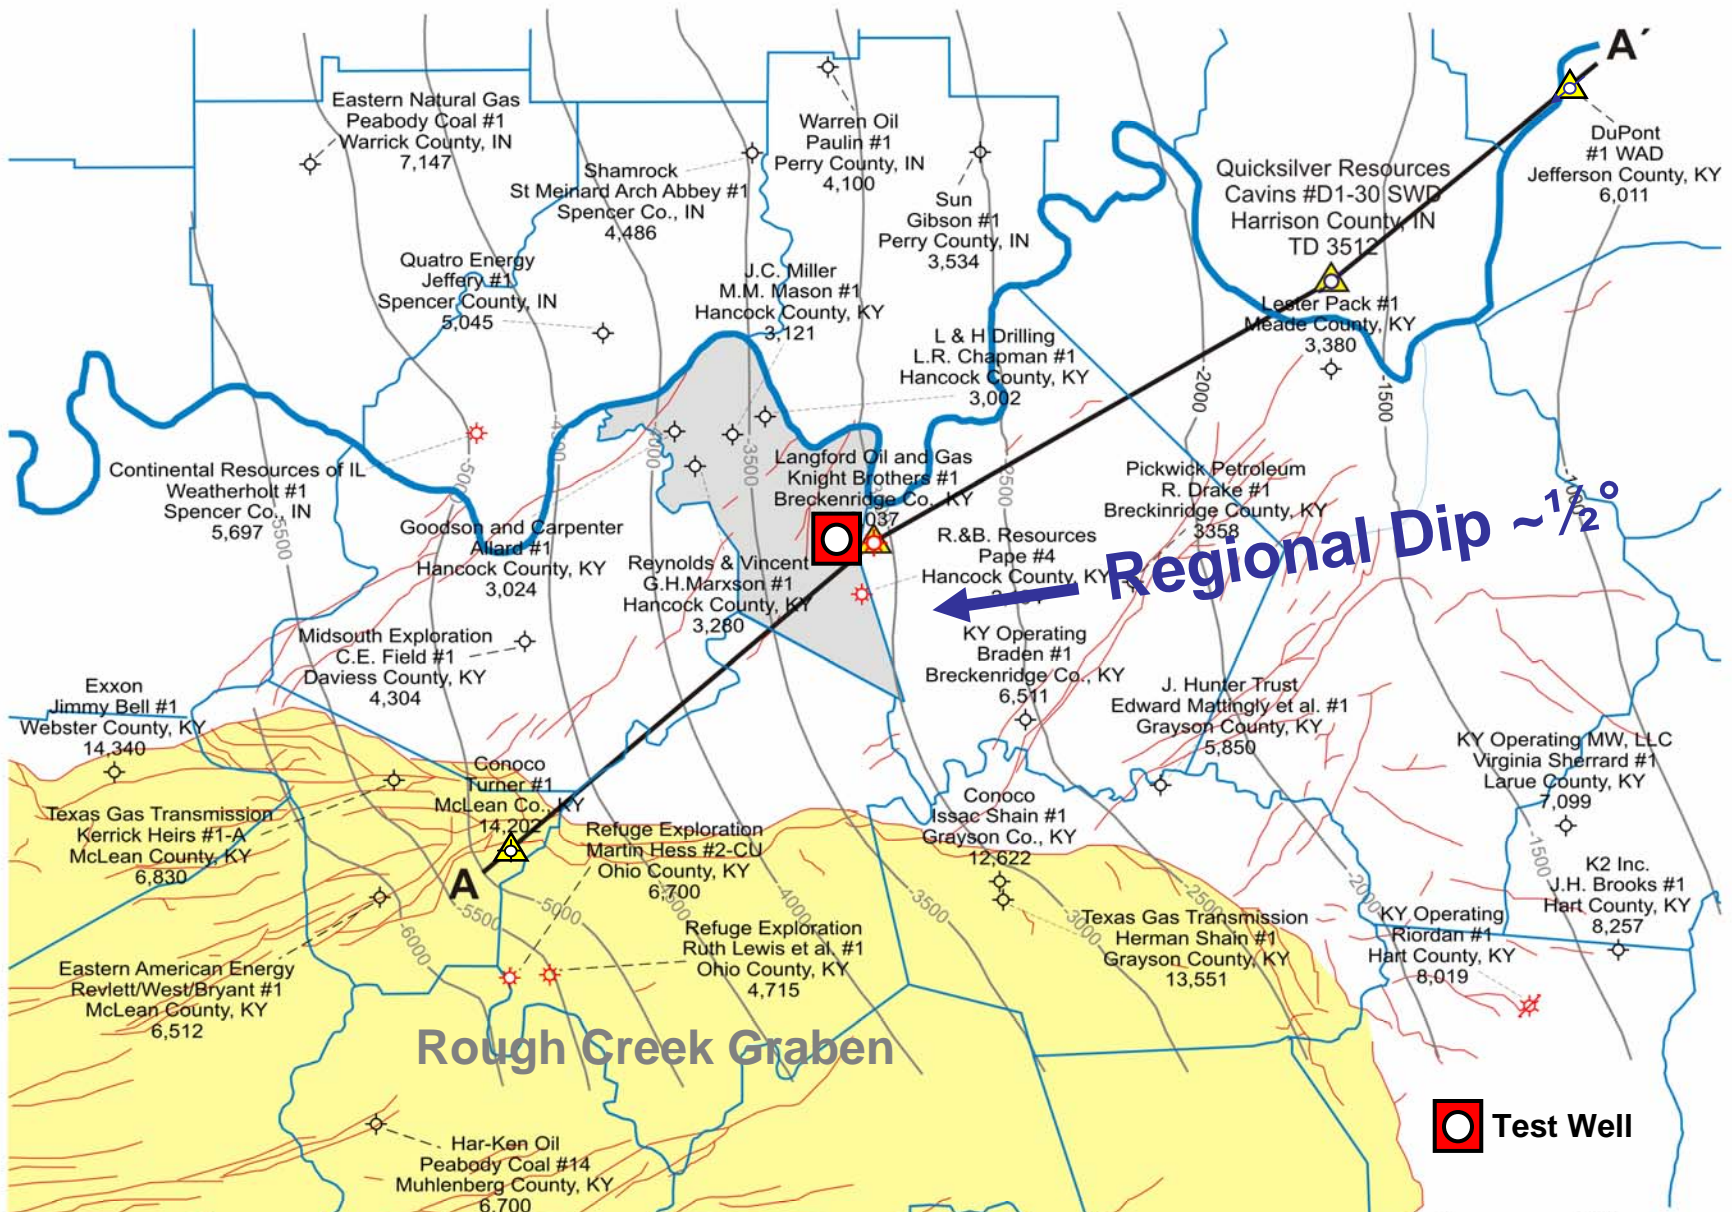 A´
Eastern Natural Gas
Peabody Coal #1
Warrick County, IN
7,147
Shamrock
St Meinard Arch Abbey #1
Spencer Co., IN
4,486
Warren Oil
Paulin #1
Perry County, IN
4,100
Sun
Gibson #1
Perry County, IN
3,534
Quicksilver Resources
Cavins #D1-30 SWD
Harrison County, IN
TD 3512
DuPont
#1 WAD
Jefferson County, KY
6,011
Quatro Energy
Jeffery #1
Spencer County, IN
5,045
J.C. Miller
M.M. Mason #1
Hancock County, KY
3,121
L & H Drilling
L.R. Chapman #1
Hancock County, KY
3,002
Lester Pack #1
Meade County, KY
3,380
-2000
-1500
-4500
-3500
-2500
Continental Resources of IL
Weatherholt #1
Spencer Co., IN
5,697
-5500
Goodson and Carpenter
Allard #1
Hancock County, KY
3,024
Langford Oil and Gas
Knight Brothers #1
Breckenridge Co., KY
Pickwick Petroleum
R. Drake #1
Breckinridge County, KY
3358
Regional Dip ~½°
Reynolds & Vincent
G.H.Marxson #1
Hancock County, KY
3,280
R.&B. Resources
Pape #4
Hancock County, KY
Midsouth Exploration
C.E. Field #1
Daviess County, KY
4,304
KY Operating
Braden #1
Breckenridge Co., KY
6,511
Exxon
Jimmy Bell #1
Webster County, KY
14,340
J. Hunter Trust
Edward Mattingly et al. #1
Grayson County, KY
5,850
KY Operating MW, LLC
Virginia Sherrard #1
Larue County, KY
7,099
Conoco
Turner #1
McLean Co., KY
14,202
Texas Gas Transmission
Kerrick Heirs #1-A
McLean County, KY
6,830
Refuge Exploration
Martin Hess #2-CU
Ohio County, KY
6,700
Conoco
Issac Shain #1
Grayson Co., KY
12,622
-1500
K2 Inc.
J.H. Brooks #1
Hart County, KY
8,257
A
-6000
-5500
-5000
-4500
-4000
-3500
-3000
-2500
-2000
Refuge Exploration
Ruth Lewis et al. #1
Ohio County, KY
4,715
Texas Gas Transmission
Herman Shain #1
Grayson County, KY
13,551
KY Operating
Riordan #1
Hart County, KY
8,019
Eastern American Energy
Revlett/West/Bryant #1
McLean County, KY
6,512
Rough Creek Graben
Test Well
Har-Ken Oil
Peabody Coal #14
Muhlenberg County, KY
6,700